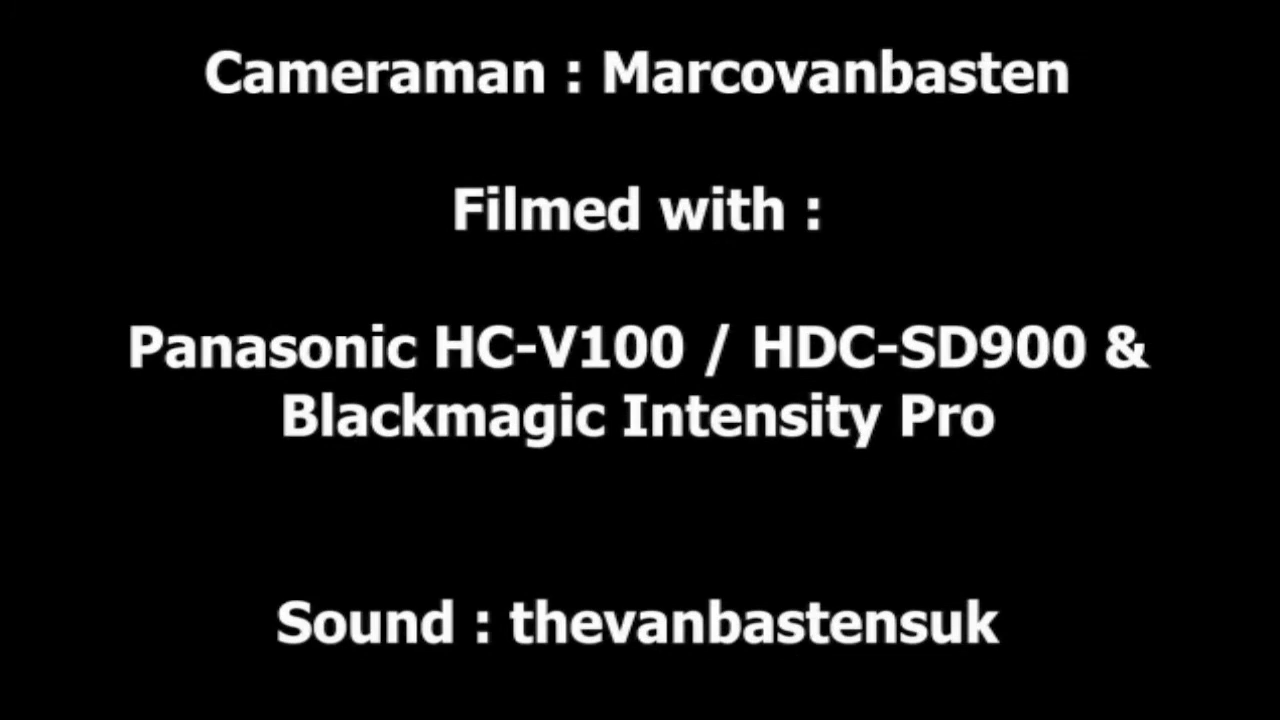 Cameraman : Marcovanbasten
Filmed with :
Panasonic HC-V100 / HDC-SD900 &
Blackmagic Intensity Pro
Sound : thevanbastensuk